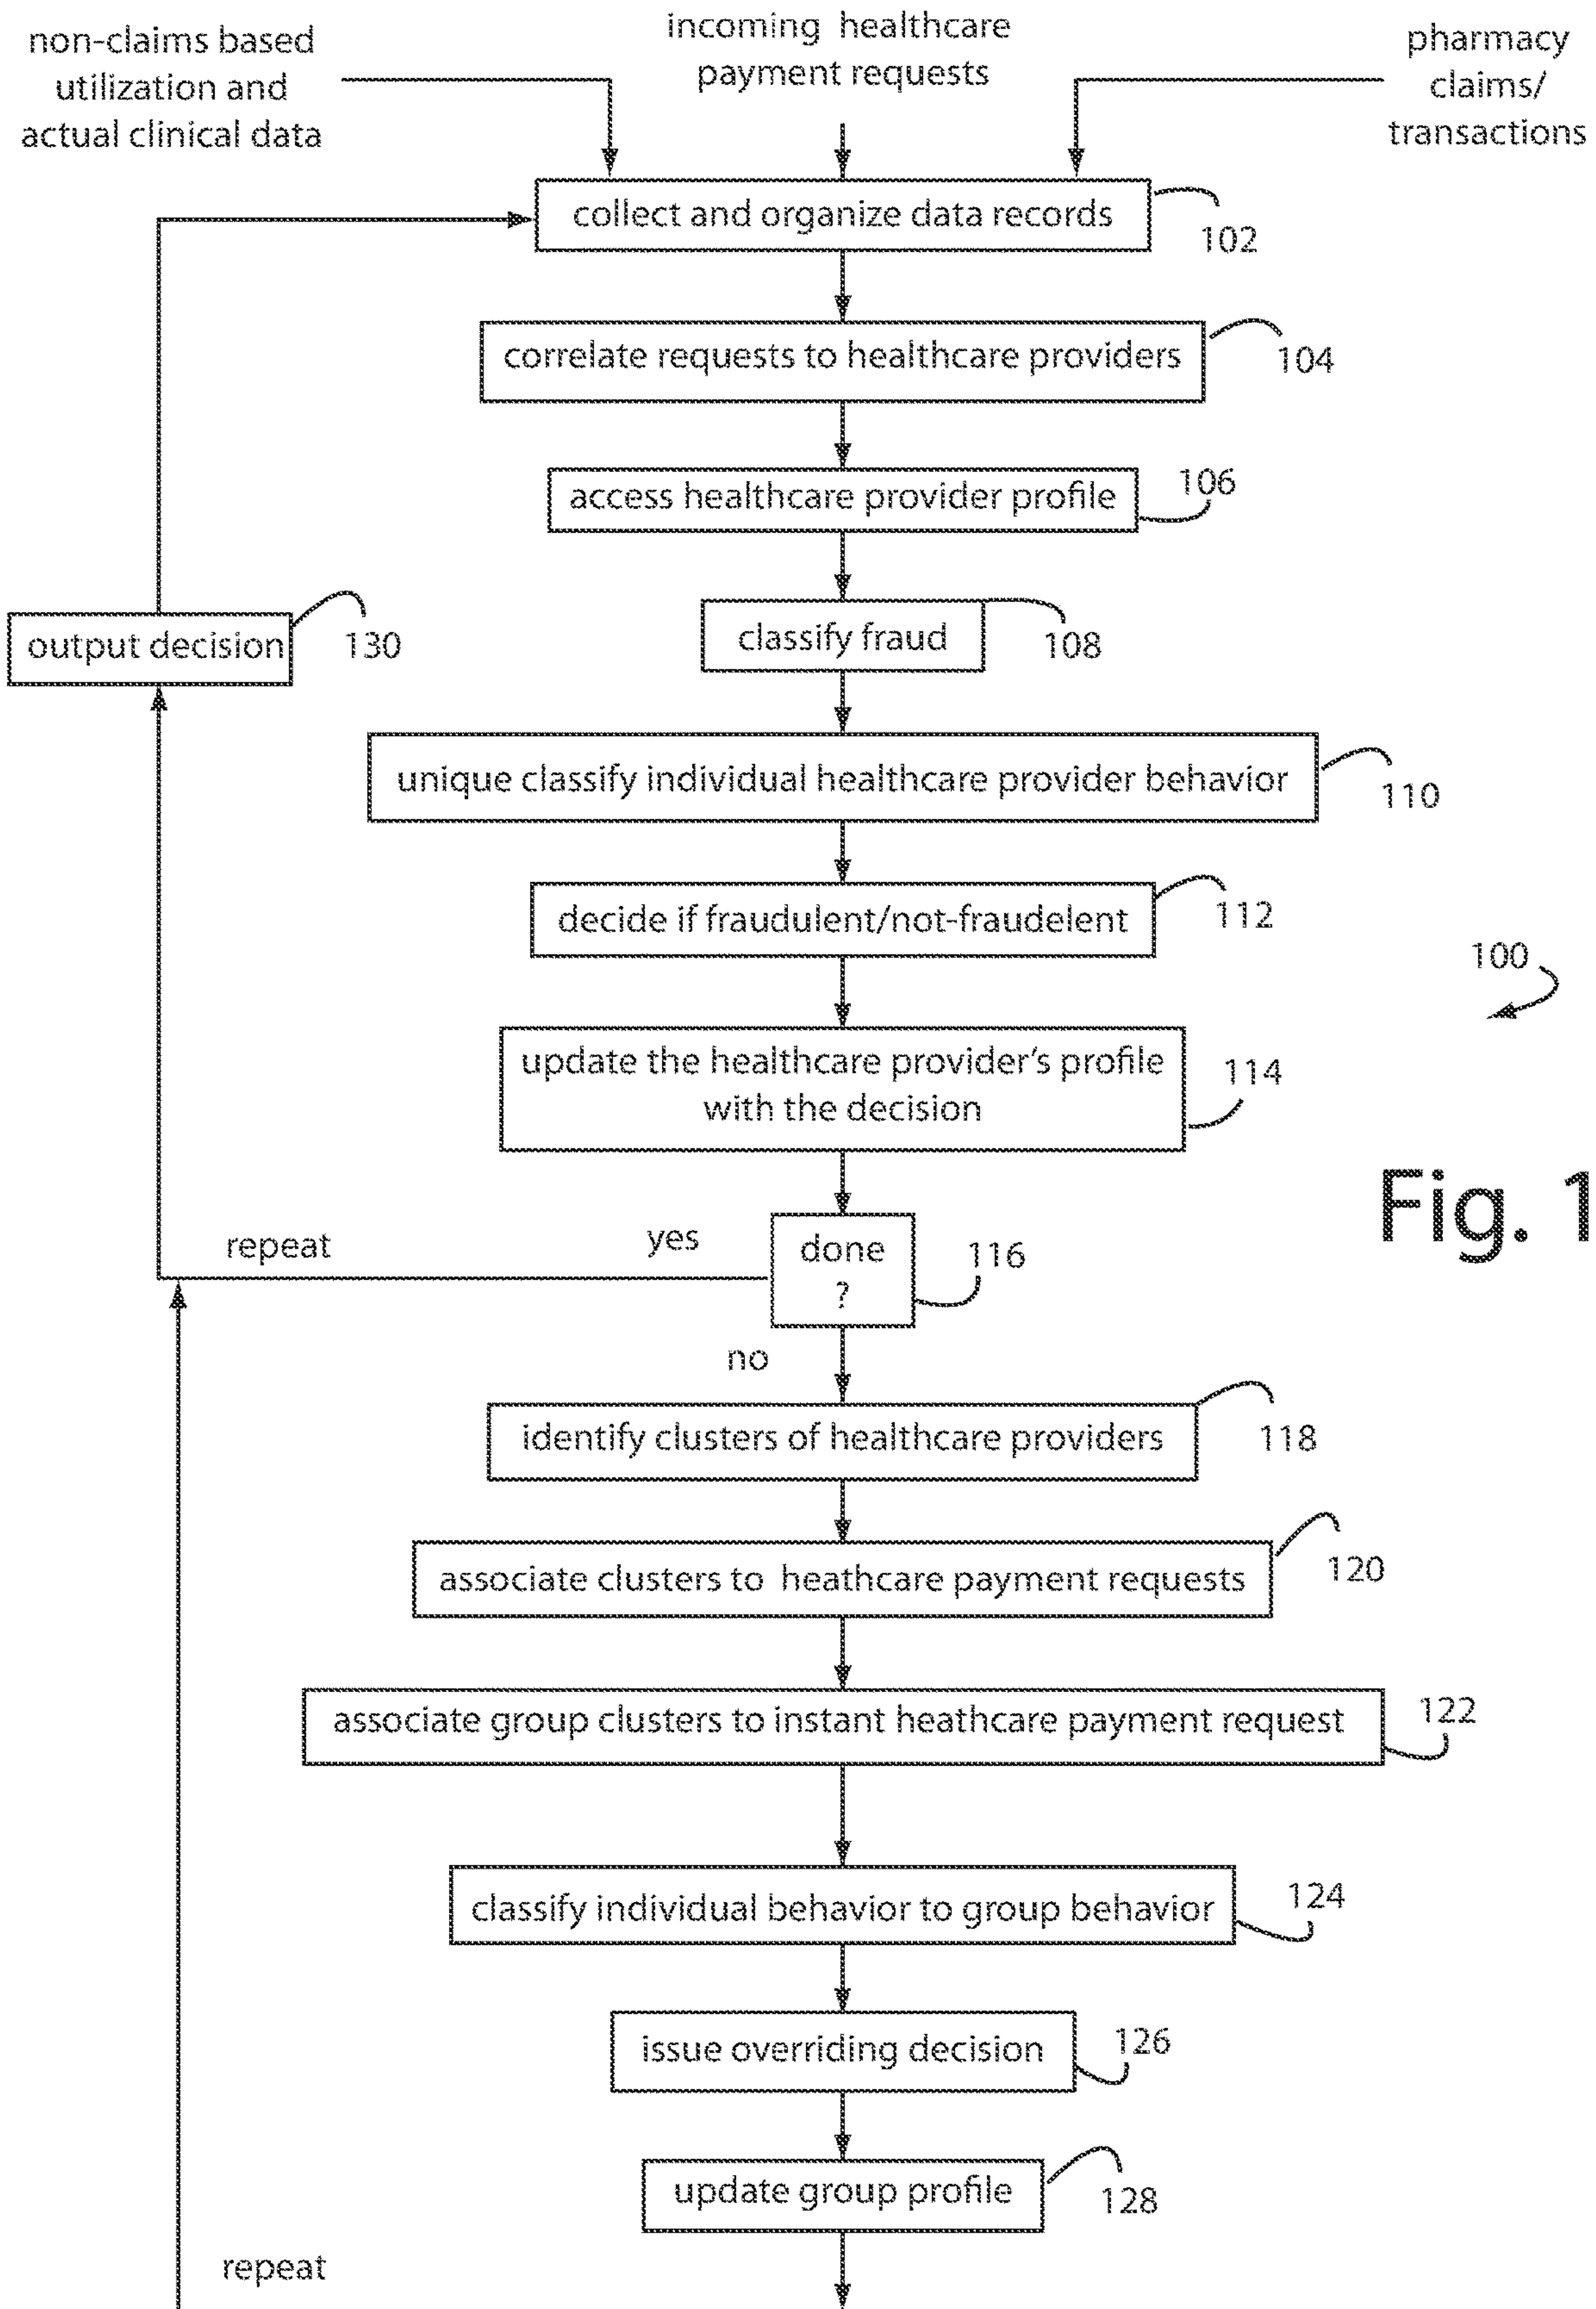 non-claims based
utilization and
actual clinical data
incoming healthcare
payment requests
pharmacy
claims/
transactions
collect and organize data records
102
correlate requests to healthcare providers
104
access healthcare provider profile
106
classify fraud
108
output decision
130
unique classify individual healthcare provider behavior
110
decide if fraudulent/not-fraudelent
112
100
update the healthcare provider's profile
with the decision
114
Fig. 1
done
?
116
yes
repeat
no
identify clusters of healthcare providers
118
associate clusters to heathcare payment requests
120
associate group clusters to instant heathcare payment request
122
classify individual behavior to group behavior
124
issue overriding decision
126
update group profile
128
repeat